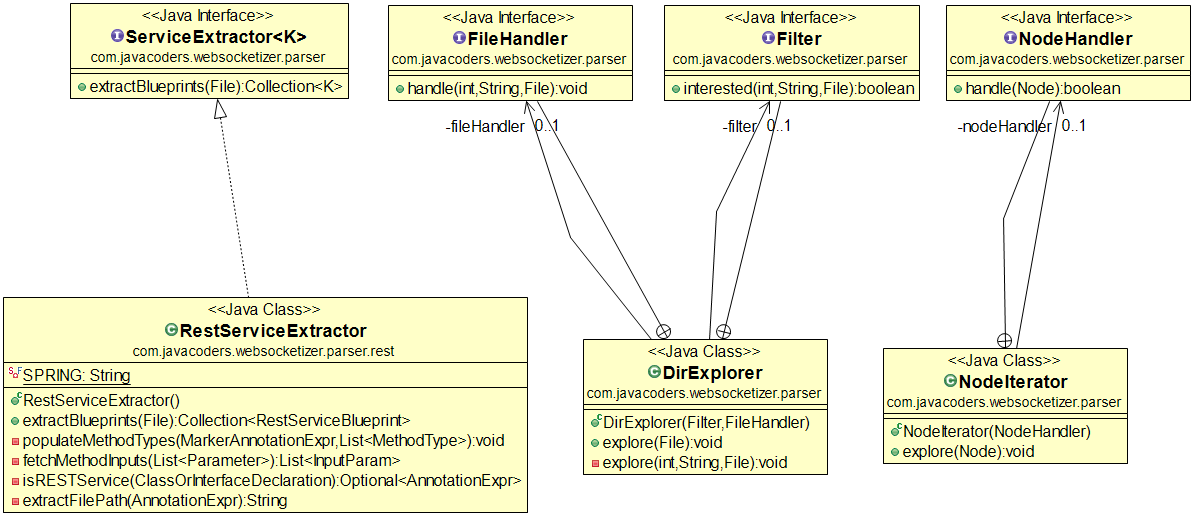 <<Java Interface>>
ServiceExtractor<K>
com.javacoders.websocketizer.parser
extractBlueprints(File):Collection<K>
<<Java Interface>>
FileHandler
com.javacoders.websocketizer.parser
handle(int,String,File):void
<<Java Interface>>
Filter
com.javacoders.websocketizer.parser
interested(int,String,File):boolean
<<Java Interface>>
NodeHandler
com.javacoders.websocketizer.parser
handle(Node):boolean
-fileHandler 0..1
-filter 0..1
-nodeHandler 0..1
<<Java Class>>
RestServiceExtractor
com.javacoders.websocketizer.parser.rest
SPRING: String
RestServiceExtractor()
extractBlueprints(File):Collection<RestServiceBlueprint>
populateMethodTypes(MarkerAnnotationExpr,List<MethodType>):void
fetchMethodInputs(List<Parameter>):List<InputParam>
isRESTService(ClassOrInterfaceDeclaration):Optional<AnnotationExpr>
extractFilePath(AnnotationExpr):String
<<Java Class>>
DirExplorer
com.javacoders.websocketizer.parser
DirExplorer(Filter,FileHandler)
explore(File):void
explore(int,String,File):void
<<Java Class>>
NodeIterator
com.javacoders.websocketizer.parser
NodeIterator(NodeHandler)
explore(Node):void